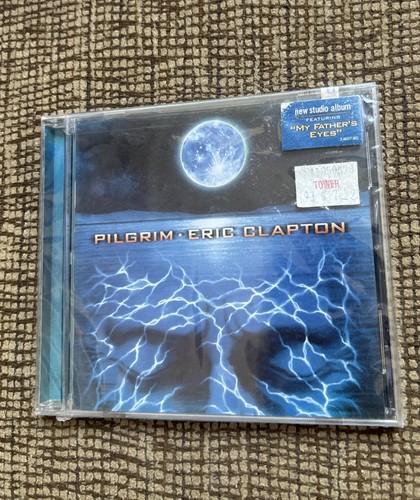 new studio album
FEATURING
"MY FATHER'S
EYES"
TOWER
PILGRIM · ERIC CLAPTON